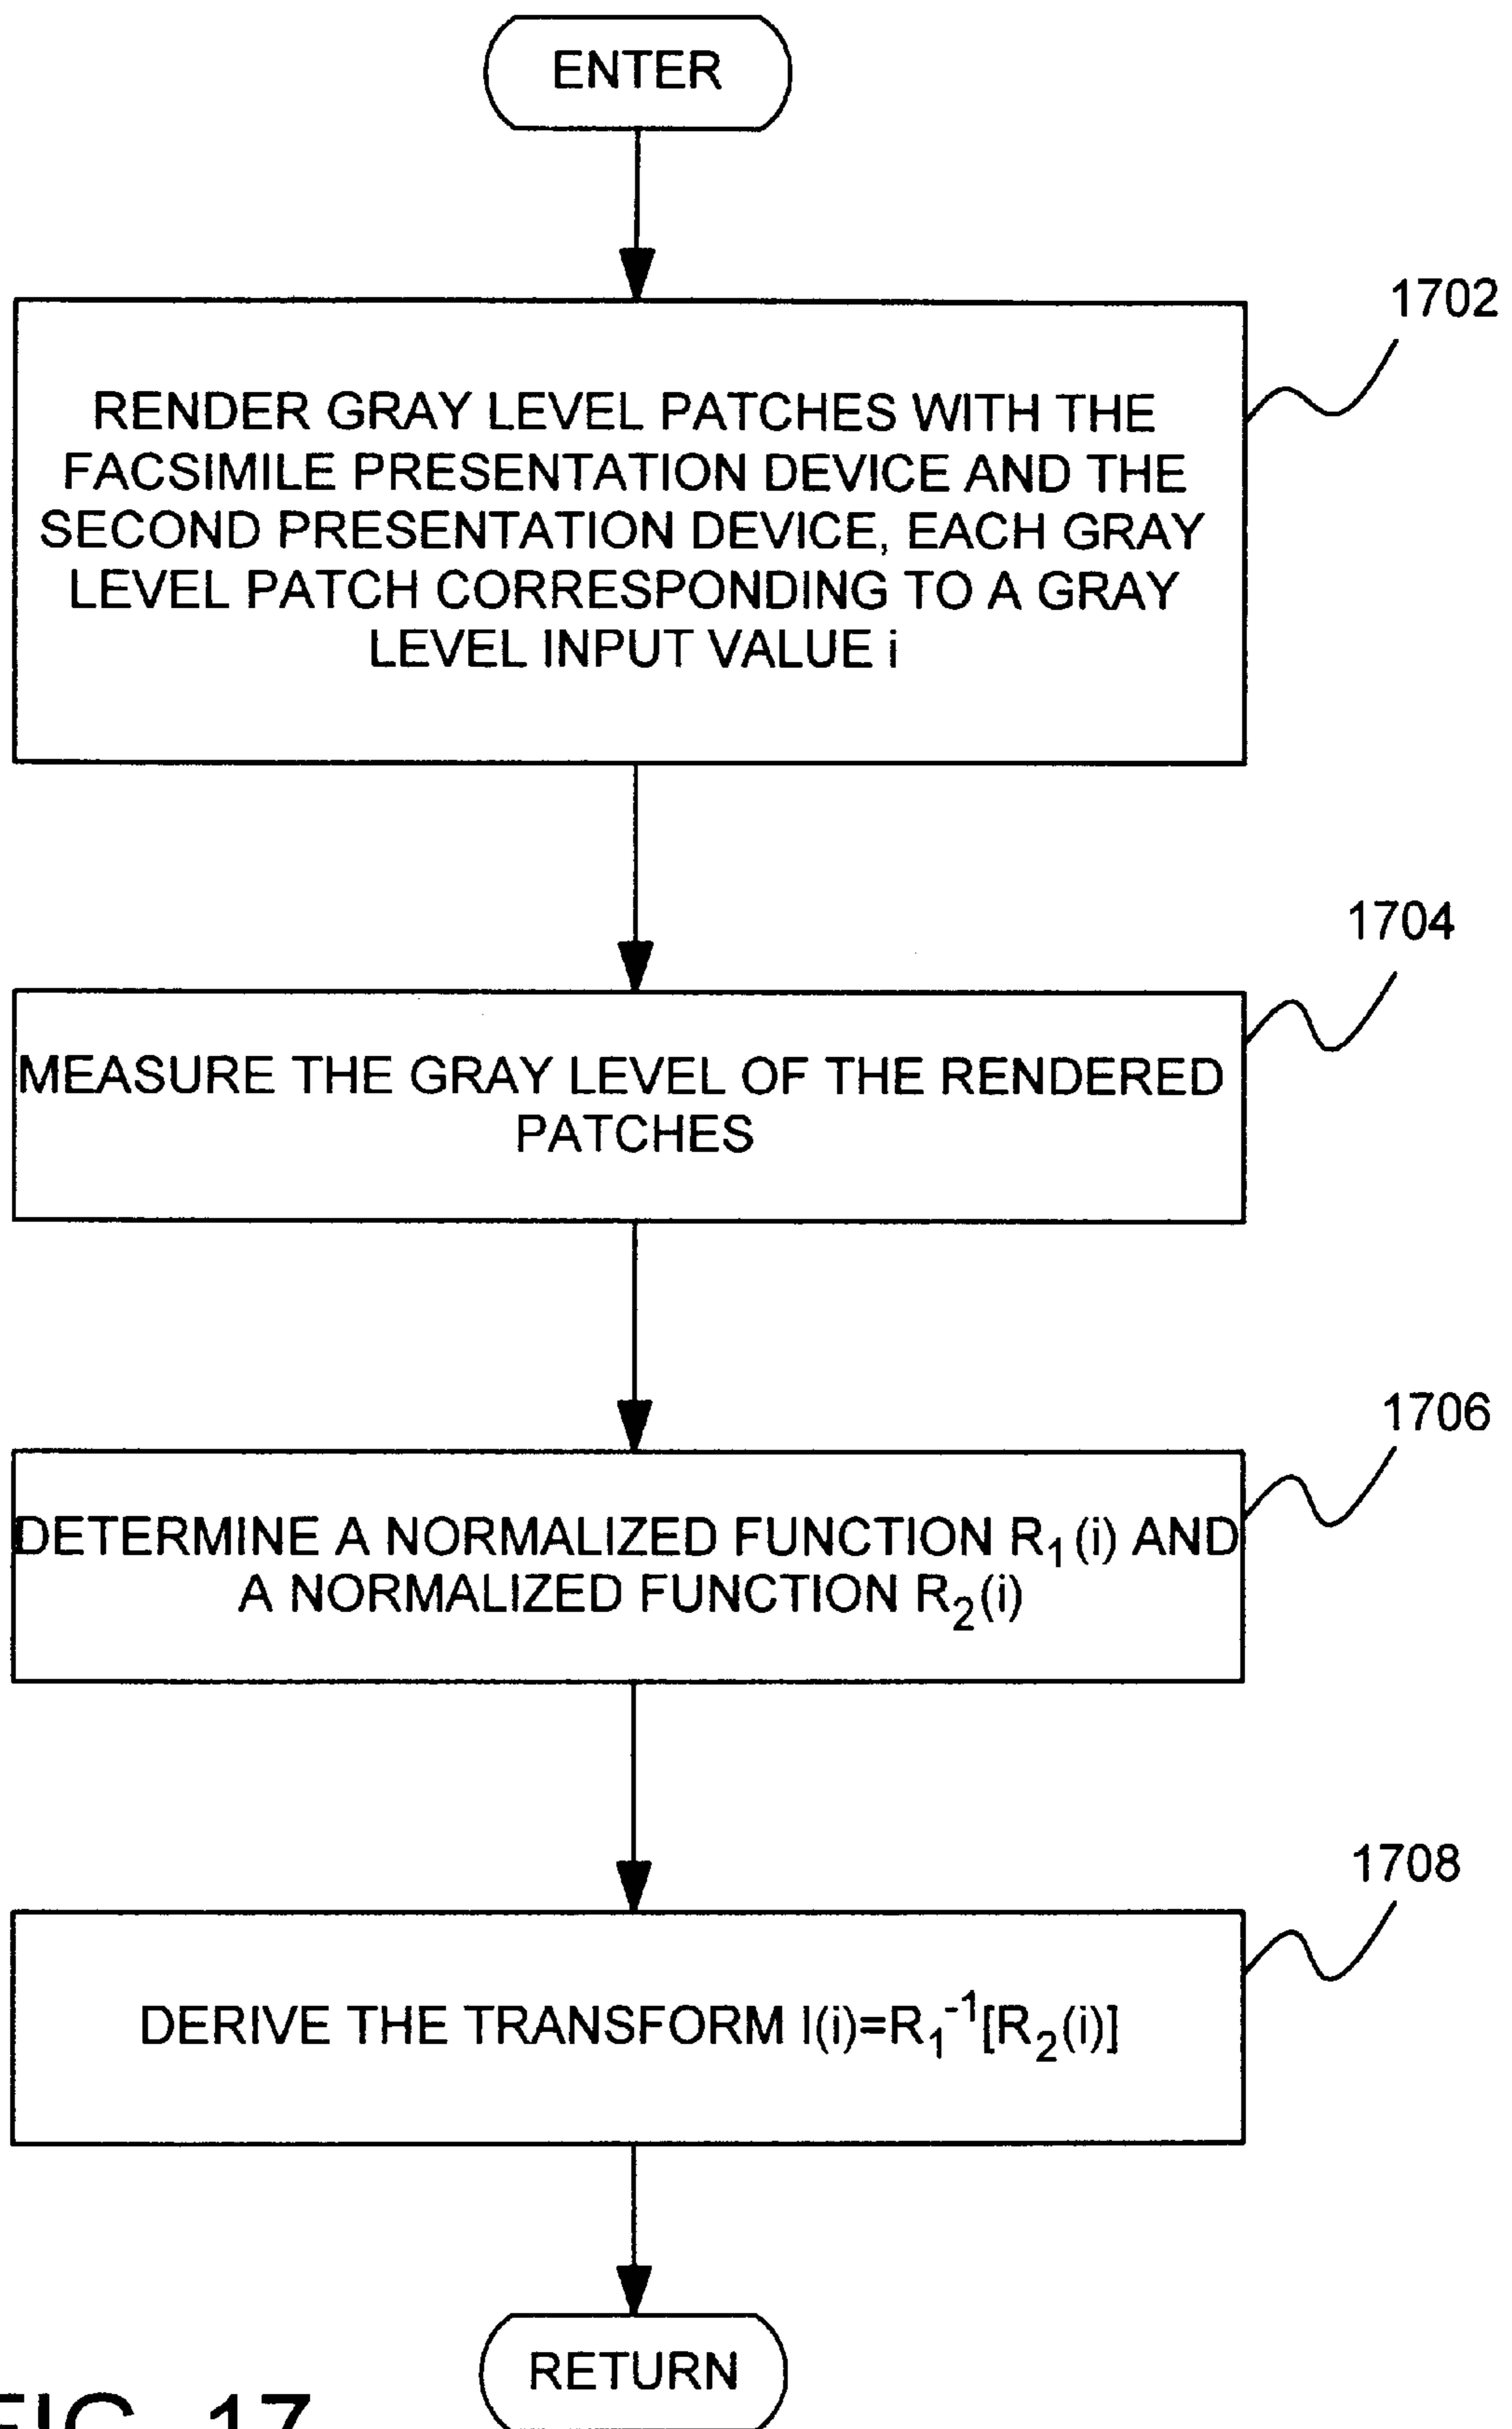 ENTER
1702
RENDER GRAY LEVEL PATCHES WITH THE
FACSIMILE PRESENTATION DEVICE AND THE
SECOND PRESENTATION DEVICE, EACH GRAY
LEVEL PATCH CORRESPONDING TO A GRAY
LEVEL INPUT VALUE i
1704
MEASURE THE GRAY LEVEL OF THE RENDERED
PATCHES
1706
DETERMINE A NORMALIZED FUNCTION R₁(i) AND
A NORMALIZED FUNCTION R₂(i)
1708
DERIVE THE TRANSFORM I(i)=R₁⁻¹[R₂(i)]
RETURN
FIG. 17